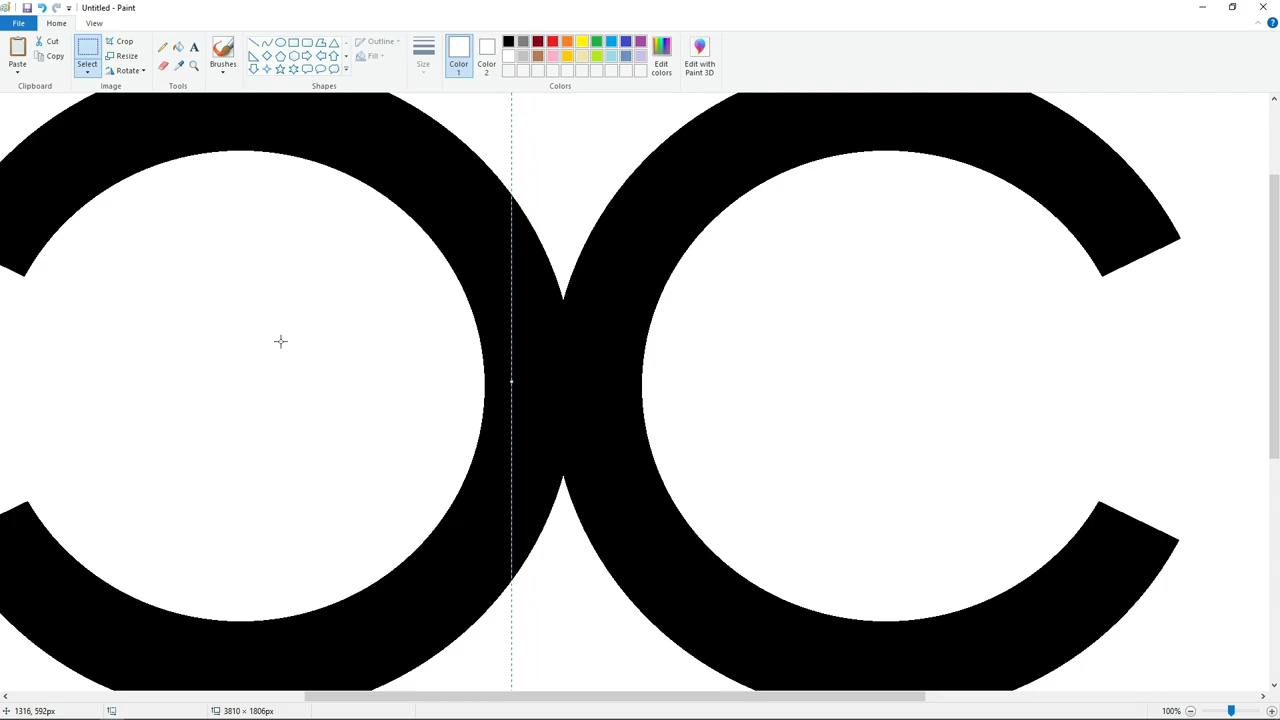 Untitled - Paint
File Home View
Paste Cut Copy Clipboard
Select Crop Resize Rotate Image
A Tools
Brushes
Outline Fill Shapes
Size
Color 1 Color 2 Edit colors Colors
Edit with Paint 3D
1316, 592px 3810 × 1806px 100%